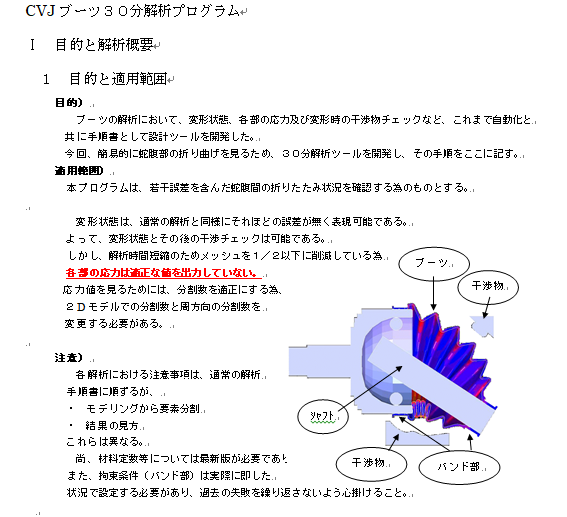 CVJブーツ３０分解析プログラム
Ⅰ　目的と解析概要
１　目的と適用範囲
目的）
ブーツの解析において、変形状態、各部の応力及び変形時の干渉物チェックなど、これまで自動化と
共に手順書として設計ツールを開発した。
今回、簡易的に蛇腹部の折り曲げを見るため、３０分解析ツールを開発し、その手順をここに記す。
適用範囲）
本プログラムは、若干誤差を含んだ蛇腹間の折りたたみ状況を確認する為のものとする。
変形状態は、通常の解析と同様にそれほどの誤差が無く表現可能である。
よって、変形状態とその後の干渉チェックは可能である。
しかし、解析時間短縮のためメッシュを１／２以下に削減している為、
各部の応力は適正な値を出力していない。
応力値を見るためには、分割数を適正にする為、
２Ｄモデルでの分割数と周方向の分割数を
変更する必要がある。
注意）
各解析における注意事項は、通常の解析
手順書に順ずるが、
・　モデリングから要素分割
・　結果の見方
これらは異なる。
尚、材料定数等については最新版が必要であり
また、拘束条件（バンド部）は実際に即した
状況で設定する必要があり、過去の失敗を繰り返さないよう心掛けること。
ブーツ
干渉物
シャフト
干渉物
バンド部